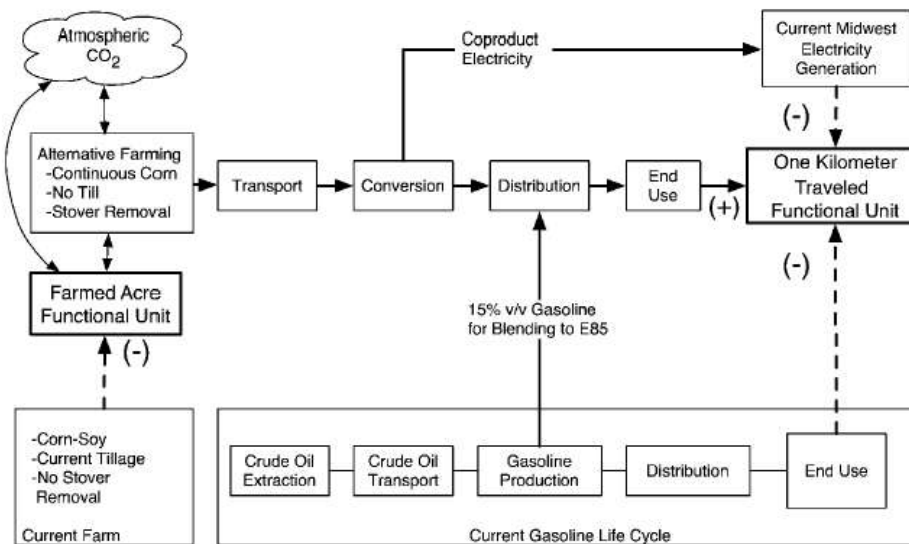 Atmospheric
CO2
Coproduct
Electricity
Current Midwest
Electricity
Generation
(-)
Alternative Farming
-Continuous Corn
-No Till
-Stover Removal
Transport
Conversion
Distribution
End
Use
(+)
One Kilometer
Traveled
Functional Unit
(-)
Farmed Acre
Functional Unit
(-)
15% v/v Gasoline
for Blending to E85
-Corn-Soy
-Current Tillage
-No Stover
Removal
Current Farm
Crude Oil
Extraction
Crude Oil
Transport
Gasoline
Production
Distribution
End Use
Current Gasoline Life Cycle